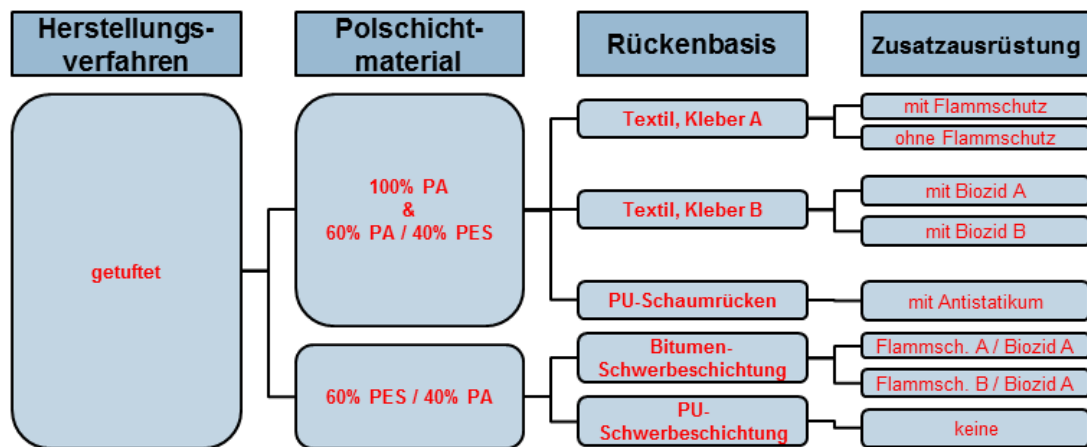 Herstellungs-
verfahren
Polschicht-
material
Rückenbasis
Zusatzausrüstung
getuftet
100% PA
&
60% PA / 40% PES
60% PES / 40% PA
Textil, Kleber A
Textil, Kleber B
PU-Schaumrücken
Bitumen-
Schwerbeschichtung
PU-
Schwerbeschichtung
mit Flammschutz
ohne Flammschutz
mit Biozid A
mit Biozid B
mit Antistatikum
Flammsch. A / Biozid A
Flammsch. B / Biozid A
keine